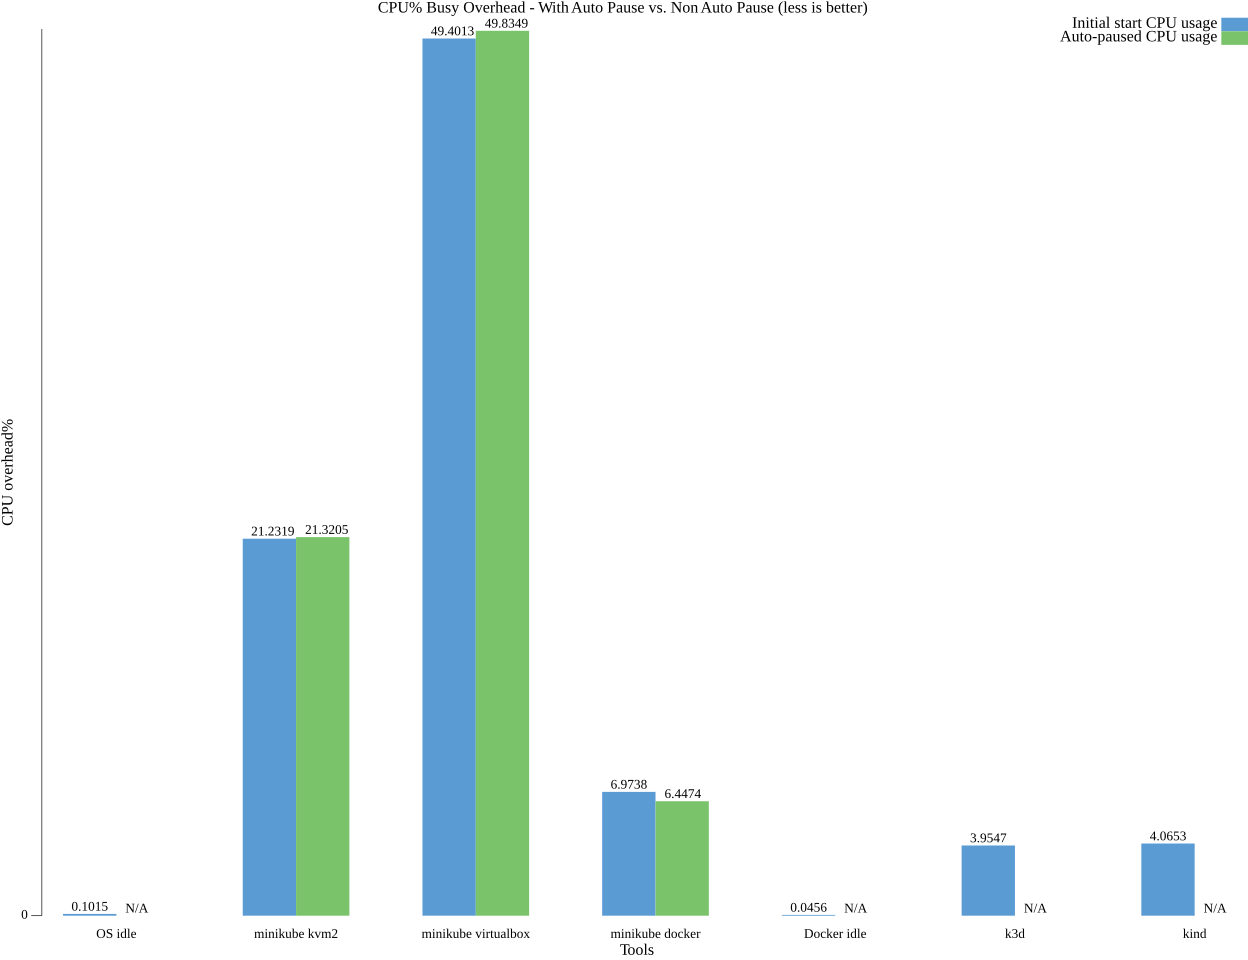 CPU% Busy Overhead - With Auto Pause vs. Non Auto Pause (less is better)
Initial start CPU usage
Auto-paused CPU usage
CPU overhead%
0
0.1015
N/A
21.2319
21.3205
49.4013
49.8349
6.9738
6.4474
0.0456
N/A
3.9547
N/A
4.0653
N/A
OS idle
minikube kvm2
minikube virtualbox
minikube docker
Docker idle
k3d
kind
Tools